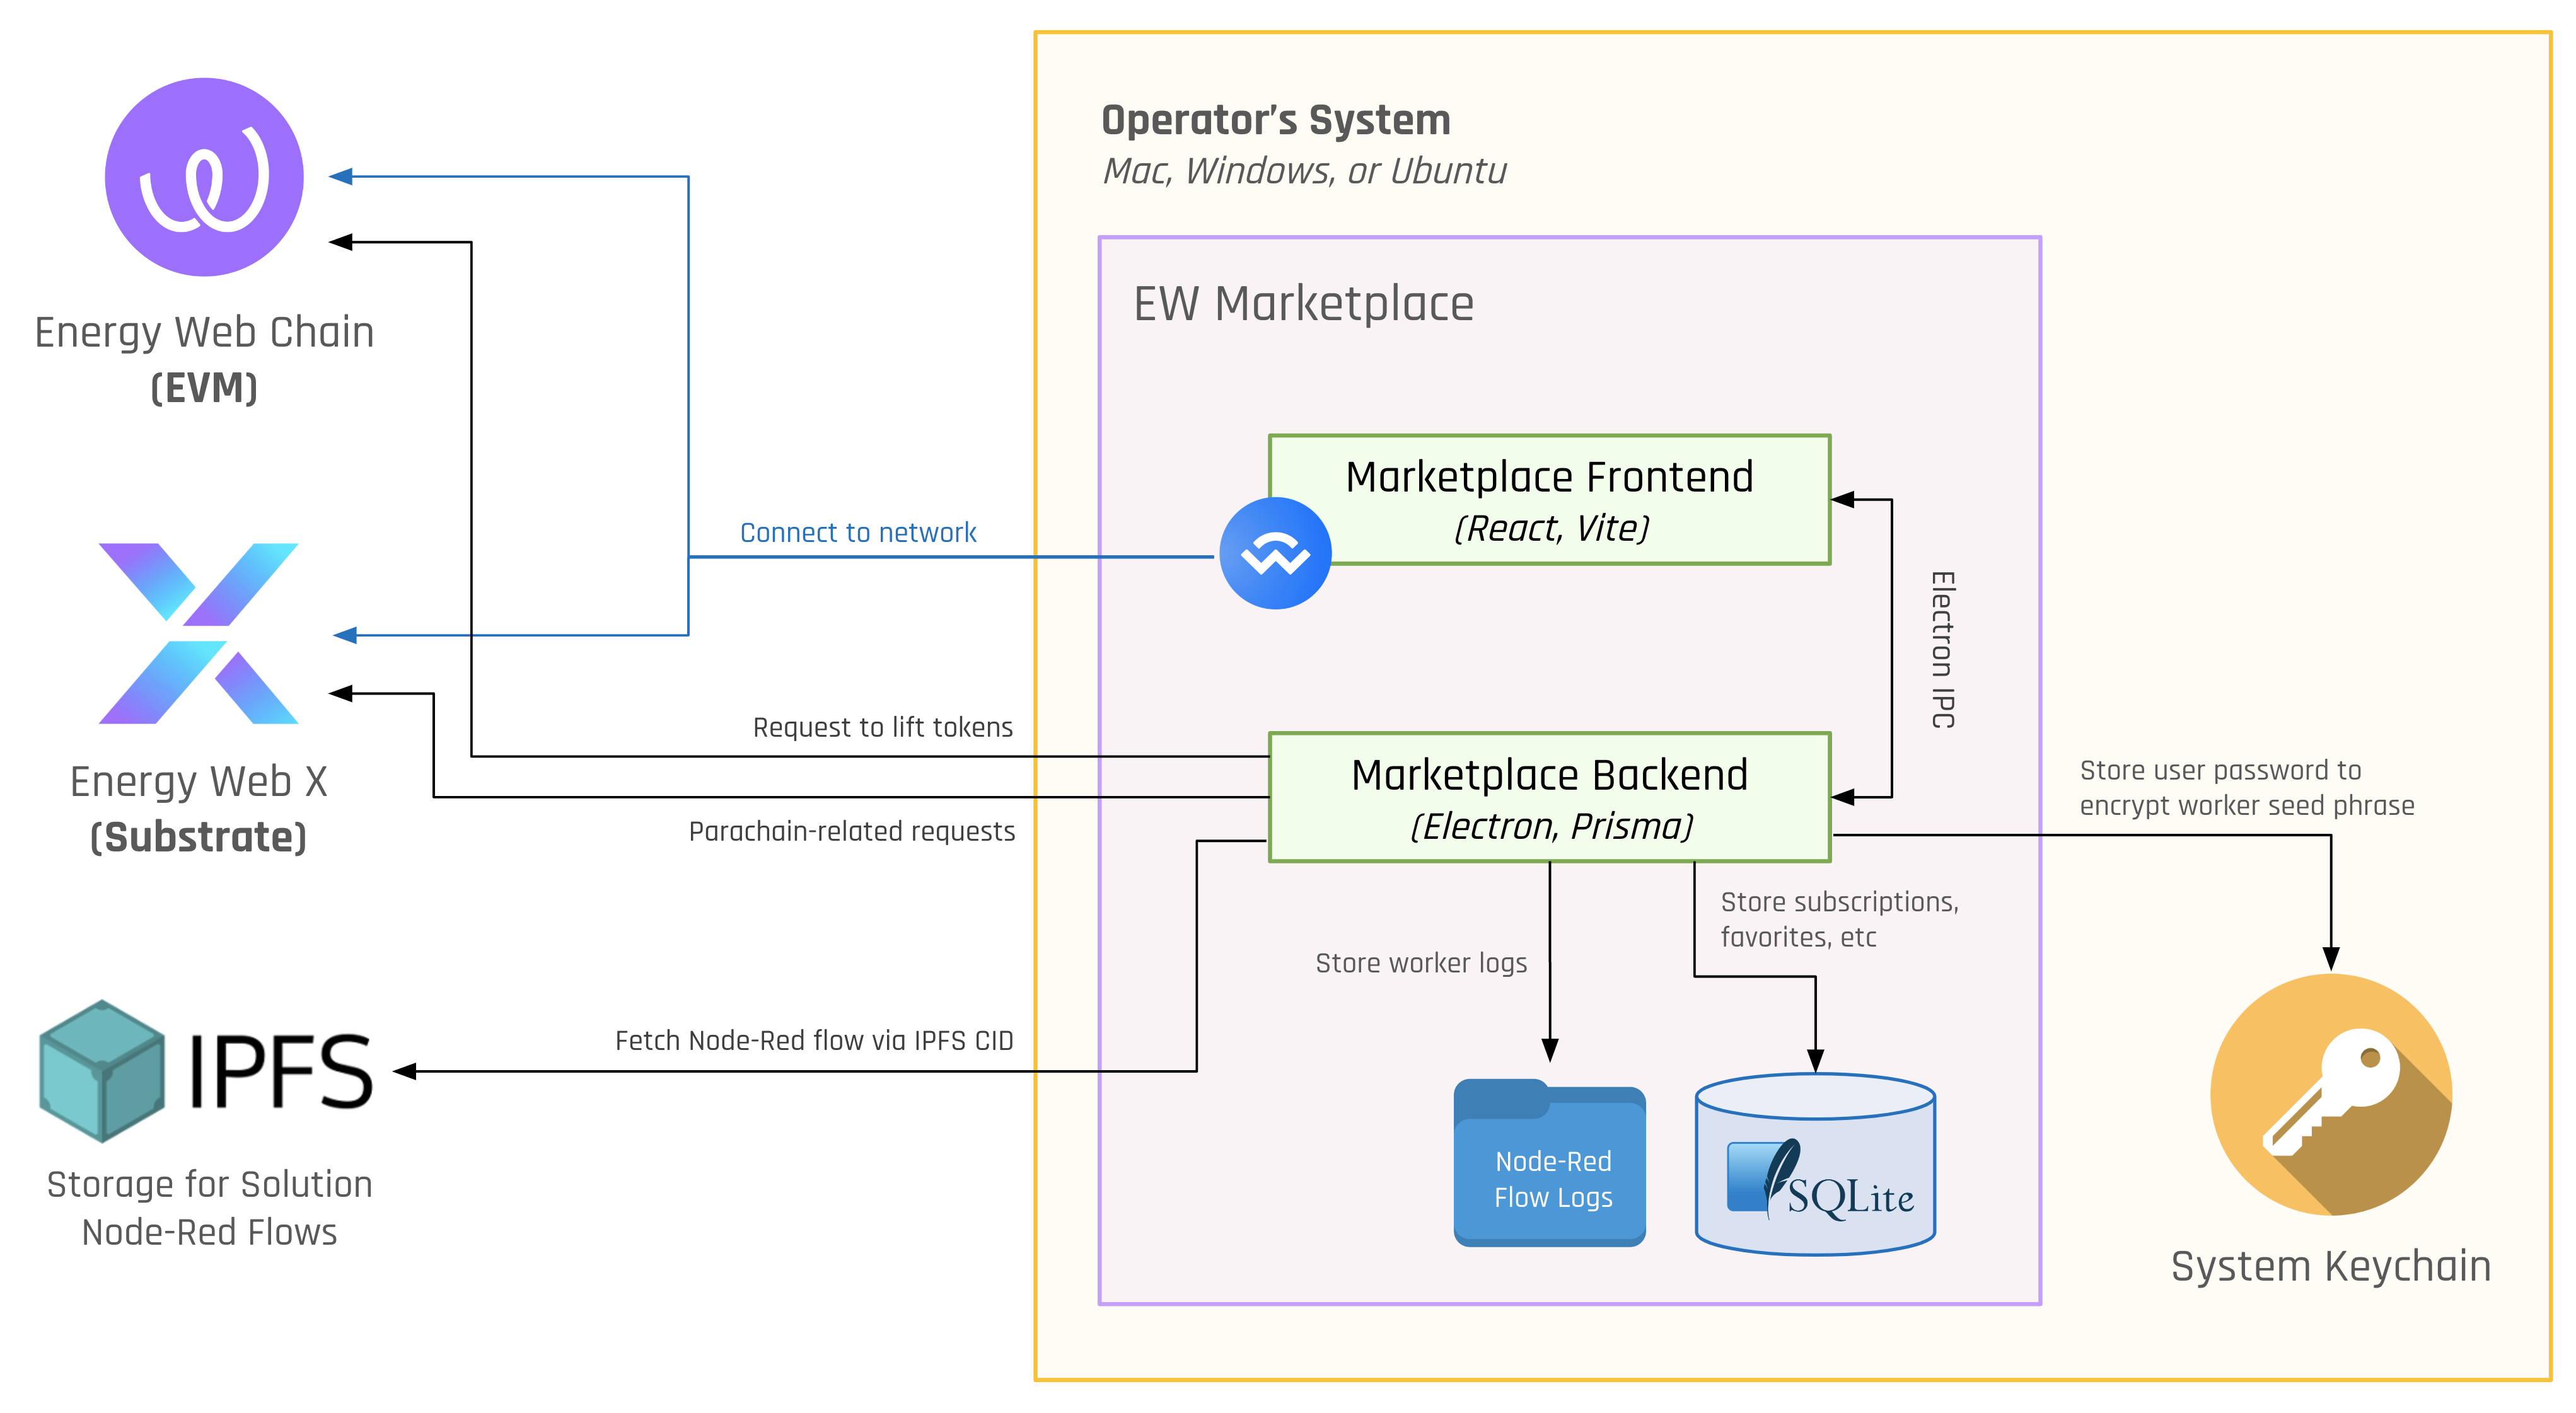 Operator's System
Mac, Windows, or Ubuntu
EW Marketplace
Energy Web Chain
(EVM)
Marketplace Frontend
(React, Vite)
Connect to network
Electron IPC
Request to lift tokens
Energy Web X
(Substrate)
Marketplace Backend
(Electron, Prisma)
Parachain-related requests
Store user password to
encrypt worker seed phrase
Store subscriptions,
favorites, etc
Store worker logs
Fetch Node-Red flow via IPFS CID
IPFS
Storage for Solution
Node-Red Flows
Node-Red
Flow Logs
SQLite
System Keychain